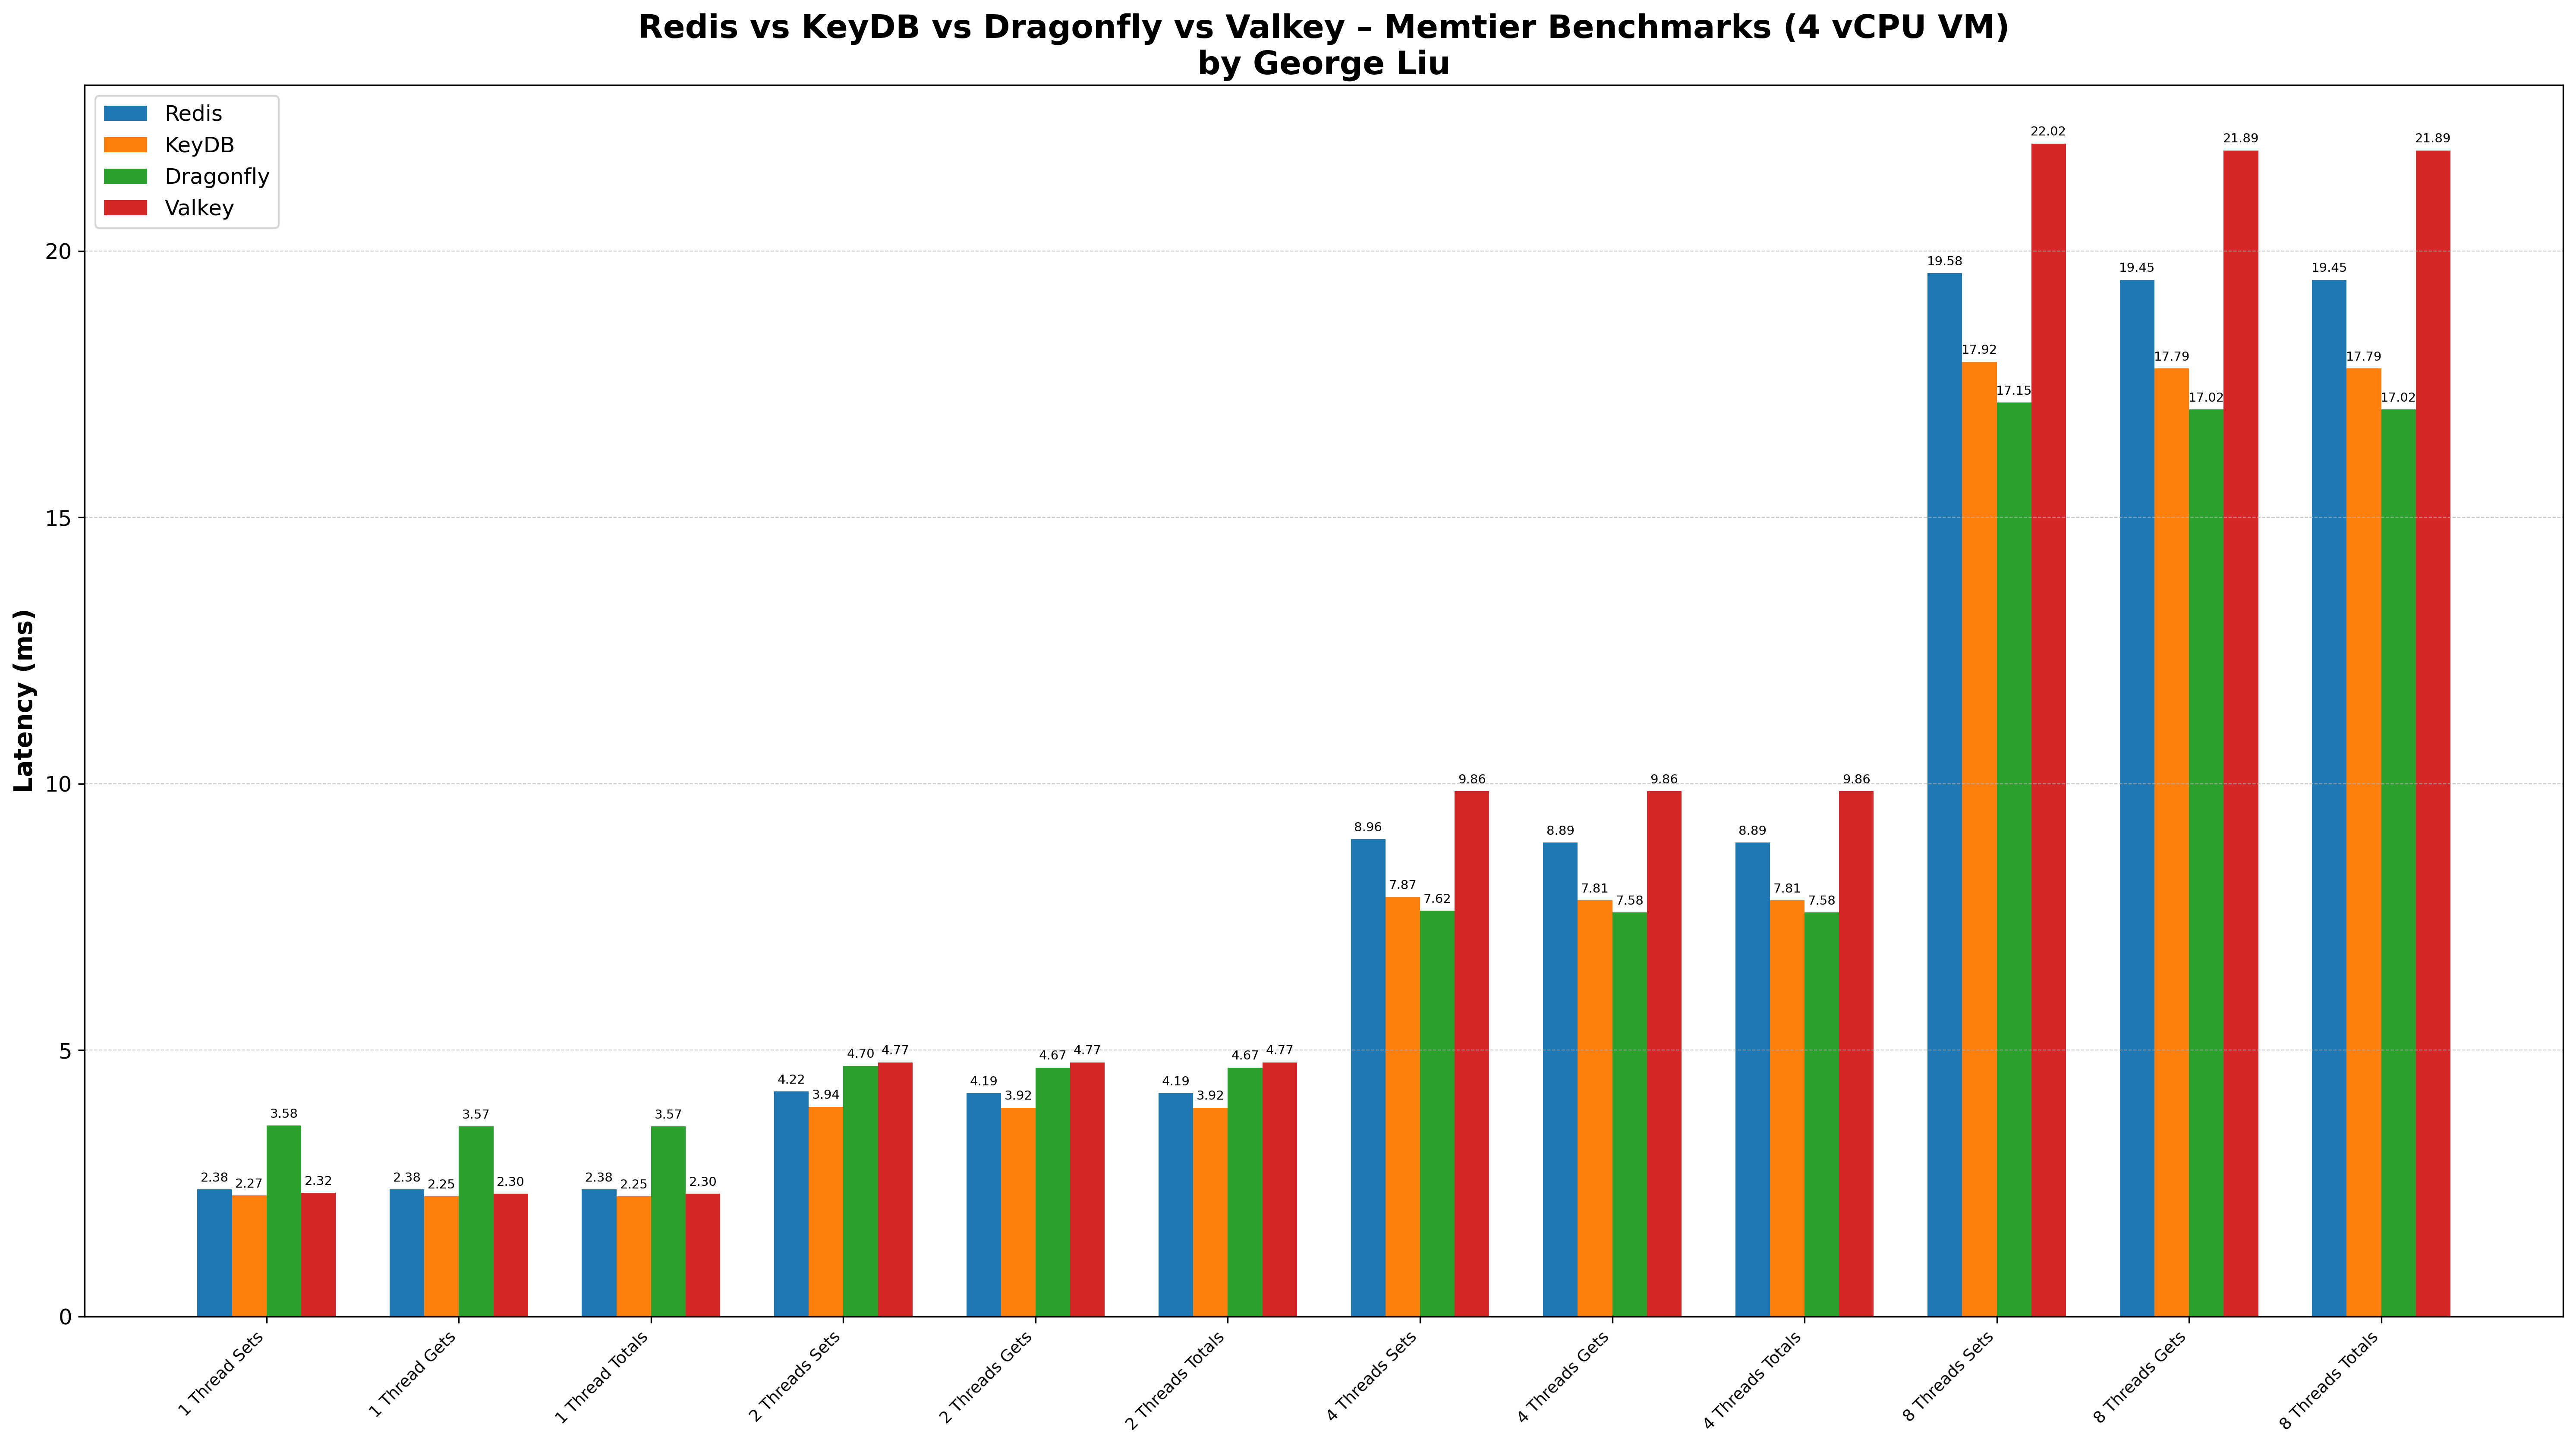 Redis vs KeyDB vs Dragonfly vs Valkey – Memtier Benchmarks (4 vCPU VM)
by George Liu
Redis
KeyDB
Dragonfly
Valkey
Latency (ms)
20
15
10
5
0
2.38 2.27 3.58 2.32
2.38 2.25 3.57 2.30
2.38 2.25 3.57 2.30
4.22 3.94 4.70 4.77
4.19 3.92 4.67 4.77
4.19 3.92 4.67 4.77
8.96 7.87 7.62 9.86
8.89 7.81 7.58 9.86
8.89 7.81 7.58 9.86
19.58 17.92 17.15 22.02
19.45 17.79 17.02 21.89
19.45 17.79 17.02 21.89
1 Thread Sets
1 Thread Gets
1 Thread Totals
2 Threads Sets
2 Threads Gets
2 Threads Totals
4 Threads Sets
4 Threads Gets
4 Threads Totals
8 Threads Sets
8 Threads Gets
8 Threads Totals